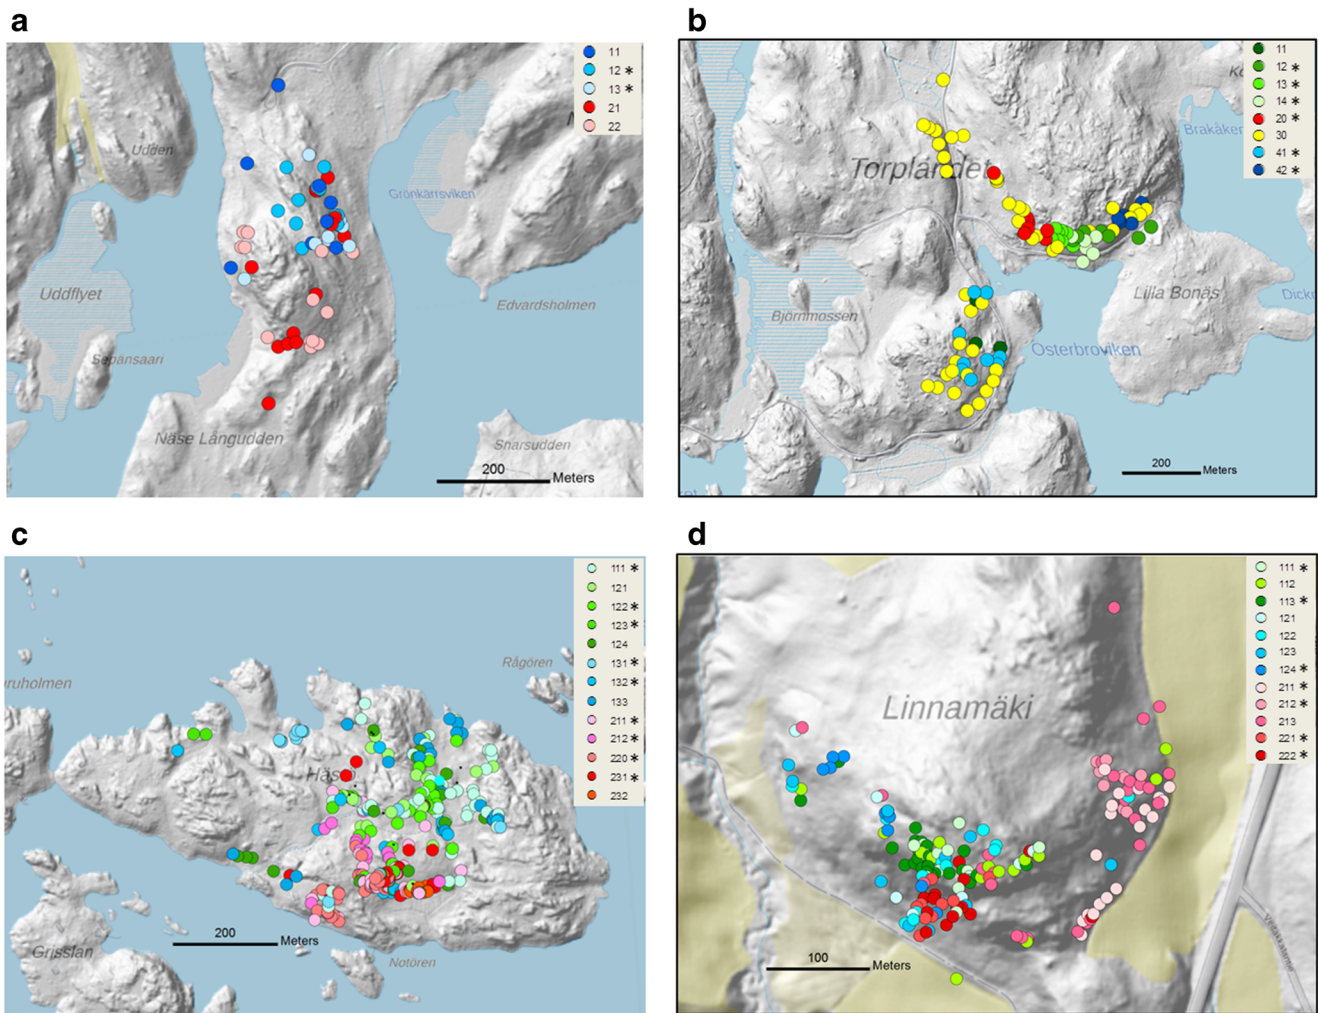 a
11
12 *
13 *
21
22
Udden
Grönkärrsviken
Uddflyet
Edvardsholmen
Sepänsaari
Näse Långudden
Snarsudden
200
Meters
b
11
12 *
13 *
14 *
20 *
30
41 *
42 *
Brakåker
Torplandet
Lilla Bonäs
Björnmossen
Österbroviken
200
Meters
c
111 *
121
122 *
123 *
124
131 *
132 *
133
211 *
212 *
220 *
231 *
232
Rågören
Grisslan
200
Meters
Notören
d
111 *
112
113 *
121
122
123
124 *
211 *
212 *
213
221 *
222 *
Linnamäki
100
Meters